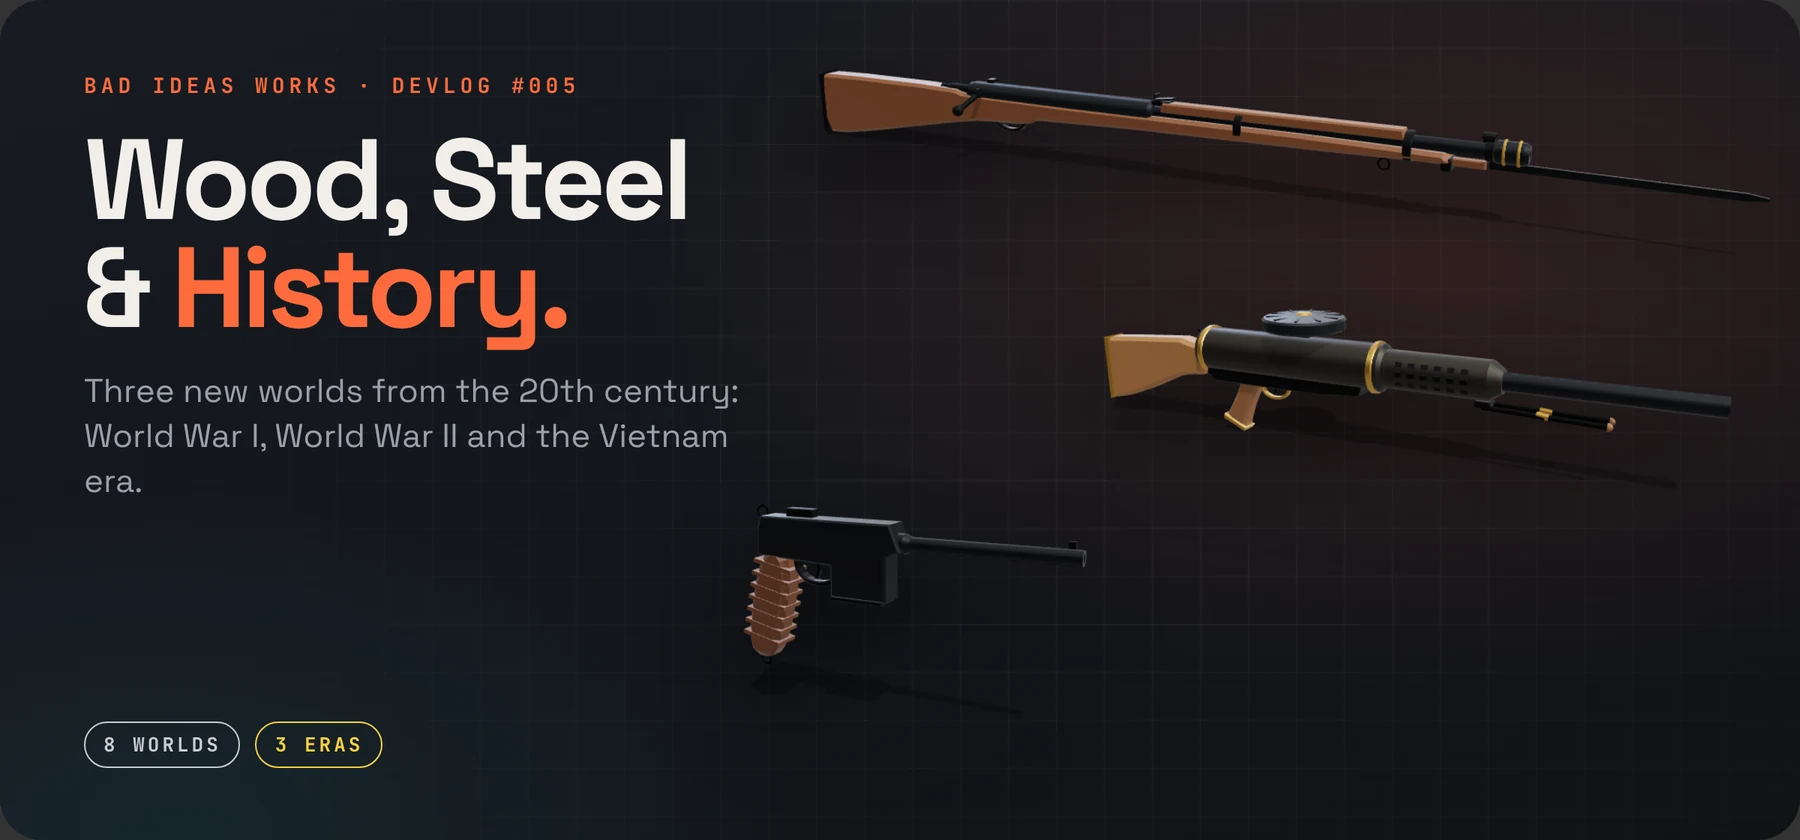 BAD IDEAS WORKS · DEVLOG #005
Wood, Steel
& History.
Three new worlds from the 20th century:
World War I, World War II and the Vietnam
era.
8 WORLDS
3 ERAS